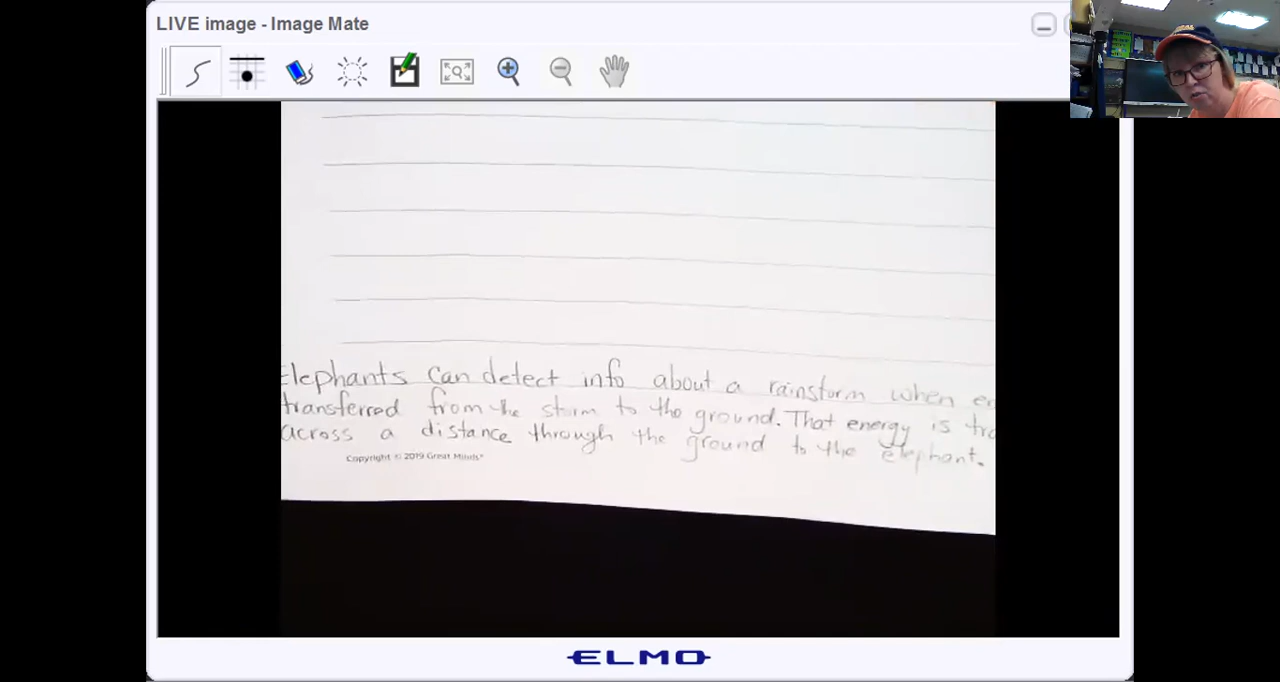 LIVE image - Image Mate
Elephants can detect info about a rainstorm when
transferred from the storm to the ground. That energy is
across a distance through the ground to the elephant.
Copyright © 2019 Great Minds®
ELMO